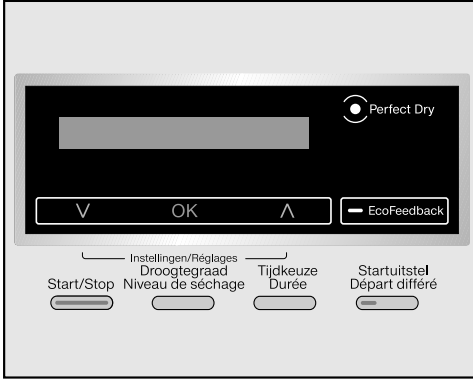 Perfect Dry
OK
EcoFeedback
Instellingen/Réglages
Start/Stop
Droogtegraad
Niveau de séchage
Tijdkeuze
Durée
Startuitstel
Départ différé